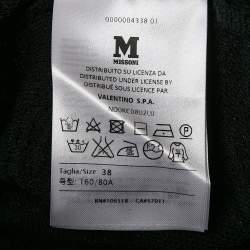 0000004338 01
M
MISSONI
DISTRIBUITO SU LICENZA DA
DISTRIBUTED UNDER LICENSE BY
SOUS LICENCE PAR
VALENTINO S.P.A.
30
Taglia/Size 38
160/80A